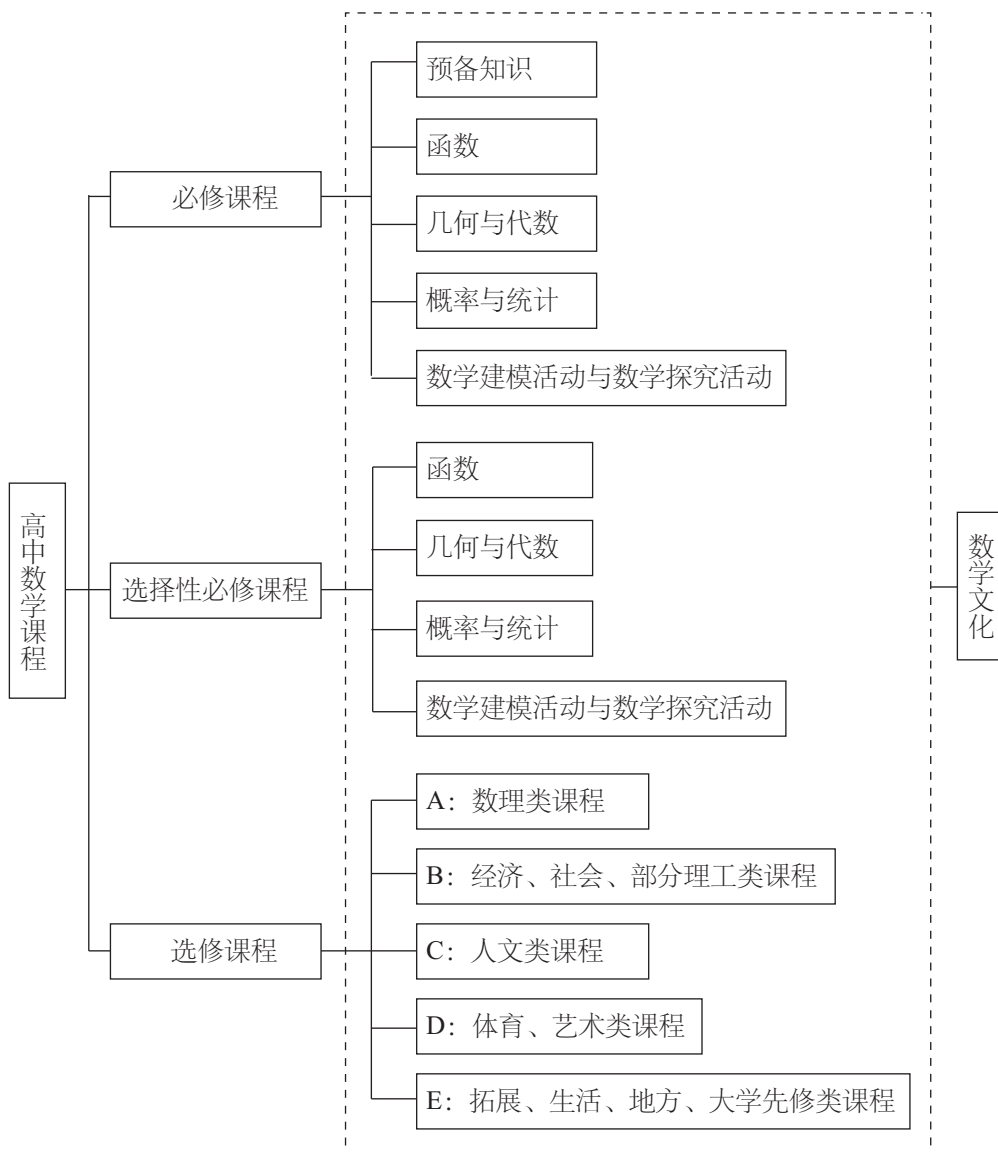 高中数学课程
必修课程
预备知识
函数
几何与代数
概率与统计
数学建模活动与数学探究活动
选择性必修课程
函数
几何与代数
概率与统计
数学建模活动与数学探究活动
选修课程
A：数理类课程
B：经济、社会、部分理工类课程
C：人文类课程
D：体育、艺术类课程
E：拓展、生活、地方、大学先修类课程
数学文化